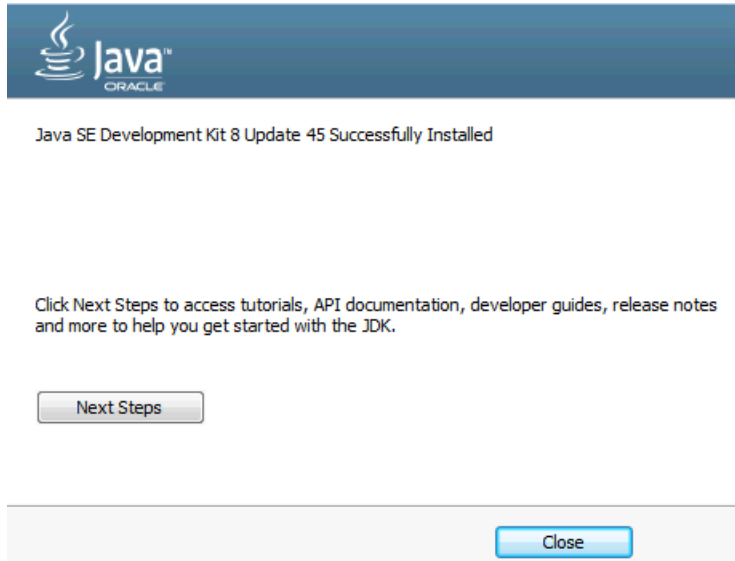 Java™
ORACLE
Java SE Development Kit 8 Update 45 Successfully Installed
Click Next Steps to access tutorials, API documentation, developer guides, release notes
and more to help you get started with the JDK.
Next Steps
Close